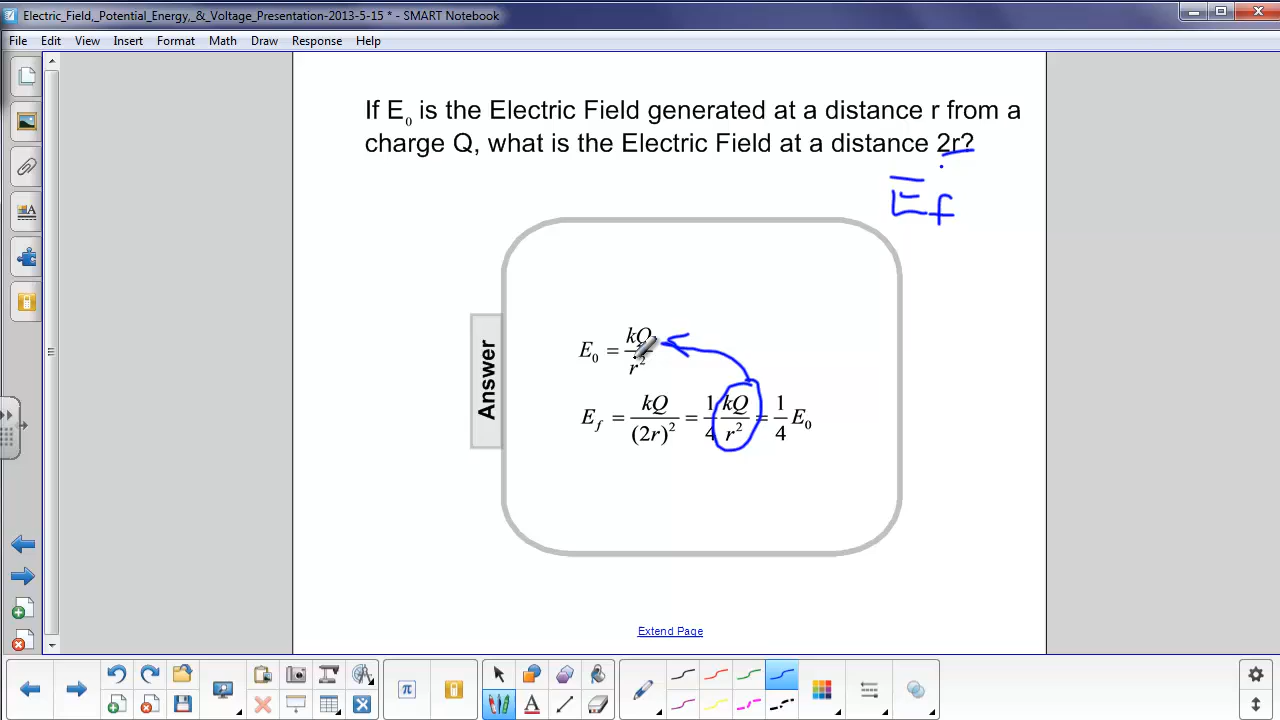 Electric_Field,_Potential_Energy,_&_Voltage_Presentation-2013-5-15 * - SMART Notebook
File Edit View Insert Format Math Draw Response Help
If E₀ is the Electric Field generated at a distance r from a
charge Q, what is the Electric Field at a distance 2r?
E f
Answer
E₀ = kQ / r²
E_f = kQ / (2r)² = 1/4 kQ / r² = 1/4 E₀
Extend Page
π
A